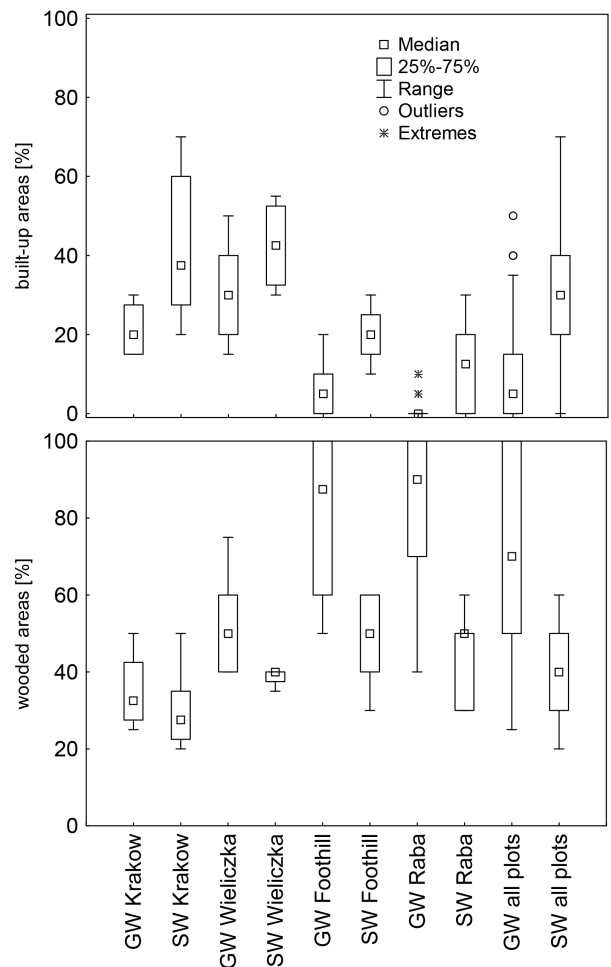 100
80
60
40
20
0
built-up areas [%]
Median
25%-75%
Range
Outliers
Extremes
100
80
60
40
20
0
wooded areas [%]
GW Krakow
SW Krakow
GW Wieliczka
SW Wieliczka
GW Foothill
SW Foothill
GW Raba
SW Raba
GW all plots
SW all plots